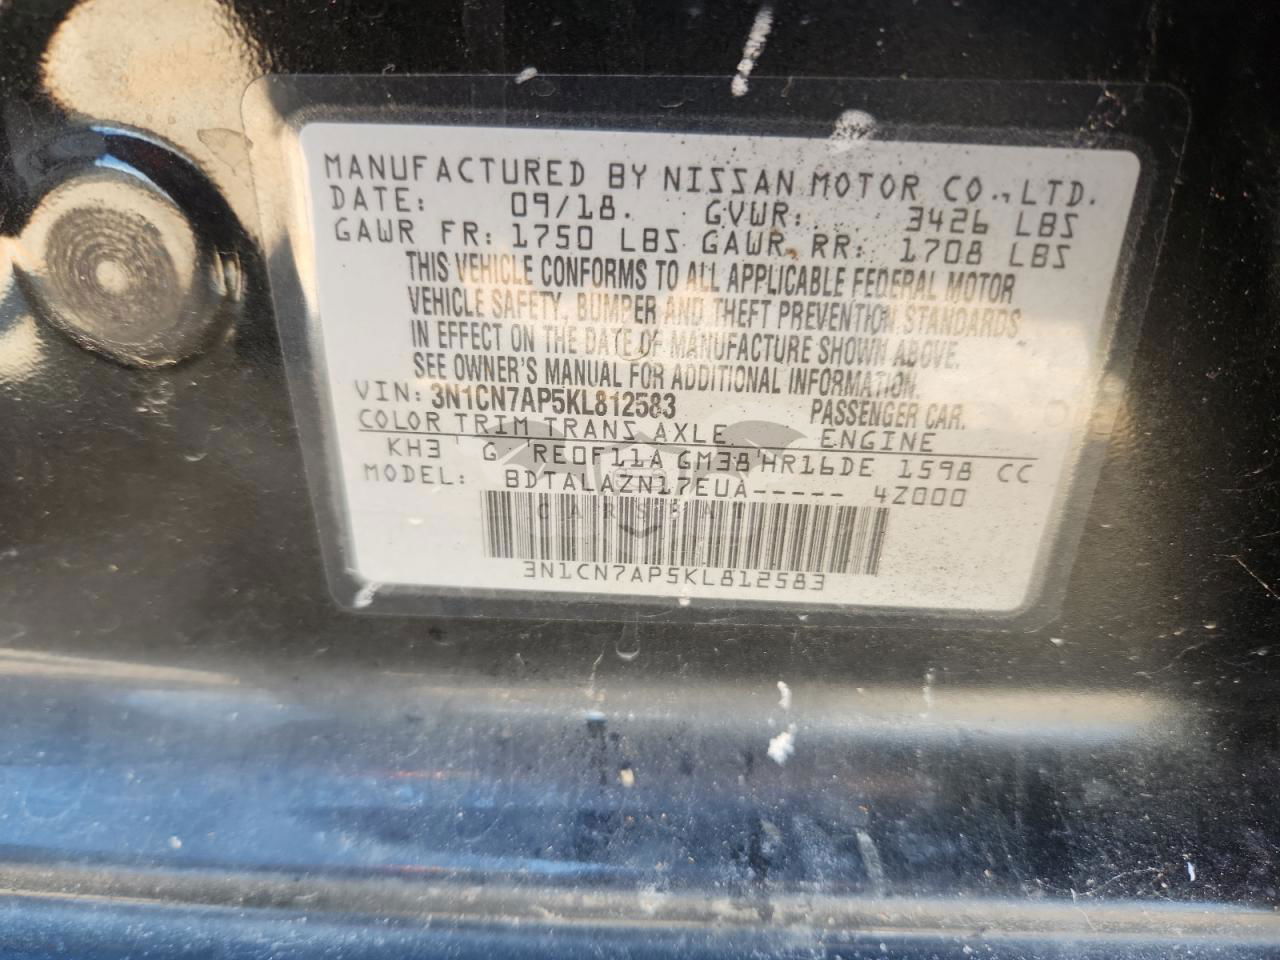 MANUFACTURED BY NISSAN MOTOR CO., LTD.
DATE: 09/18. GVWR: 3426 LBS
GAWR FR: 1750 LBS GAWR RR: 1708 LBS
THIS VEHICLE CONFORMS TO ALL APPLICABLE FEDERAL MOTOR
VEHICLE SAFETY, BUMPER AND THEFT PREVENTION STANDARDS
IN EFFECT ON THE DATE OF MANUFACTURE SHOWN ABOVE.
SEE OWNER'S MANUAL FOR ADDITIONAL INFORMATION.
VIN: 3N1CN7AP5KL812583 PASSENGER CAR.
COLOR TRIM TRANS AXLE ENGINE
KH3 G RE0F11A GM38 HR16DE 1598 CC
MODEL: BDTALAZN17EUA----- 4Z000
CARSBAT
3N1CN7AP5KL812583